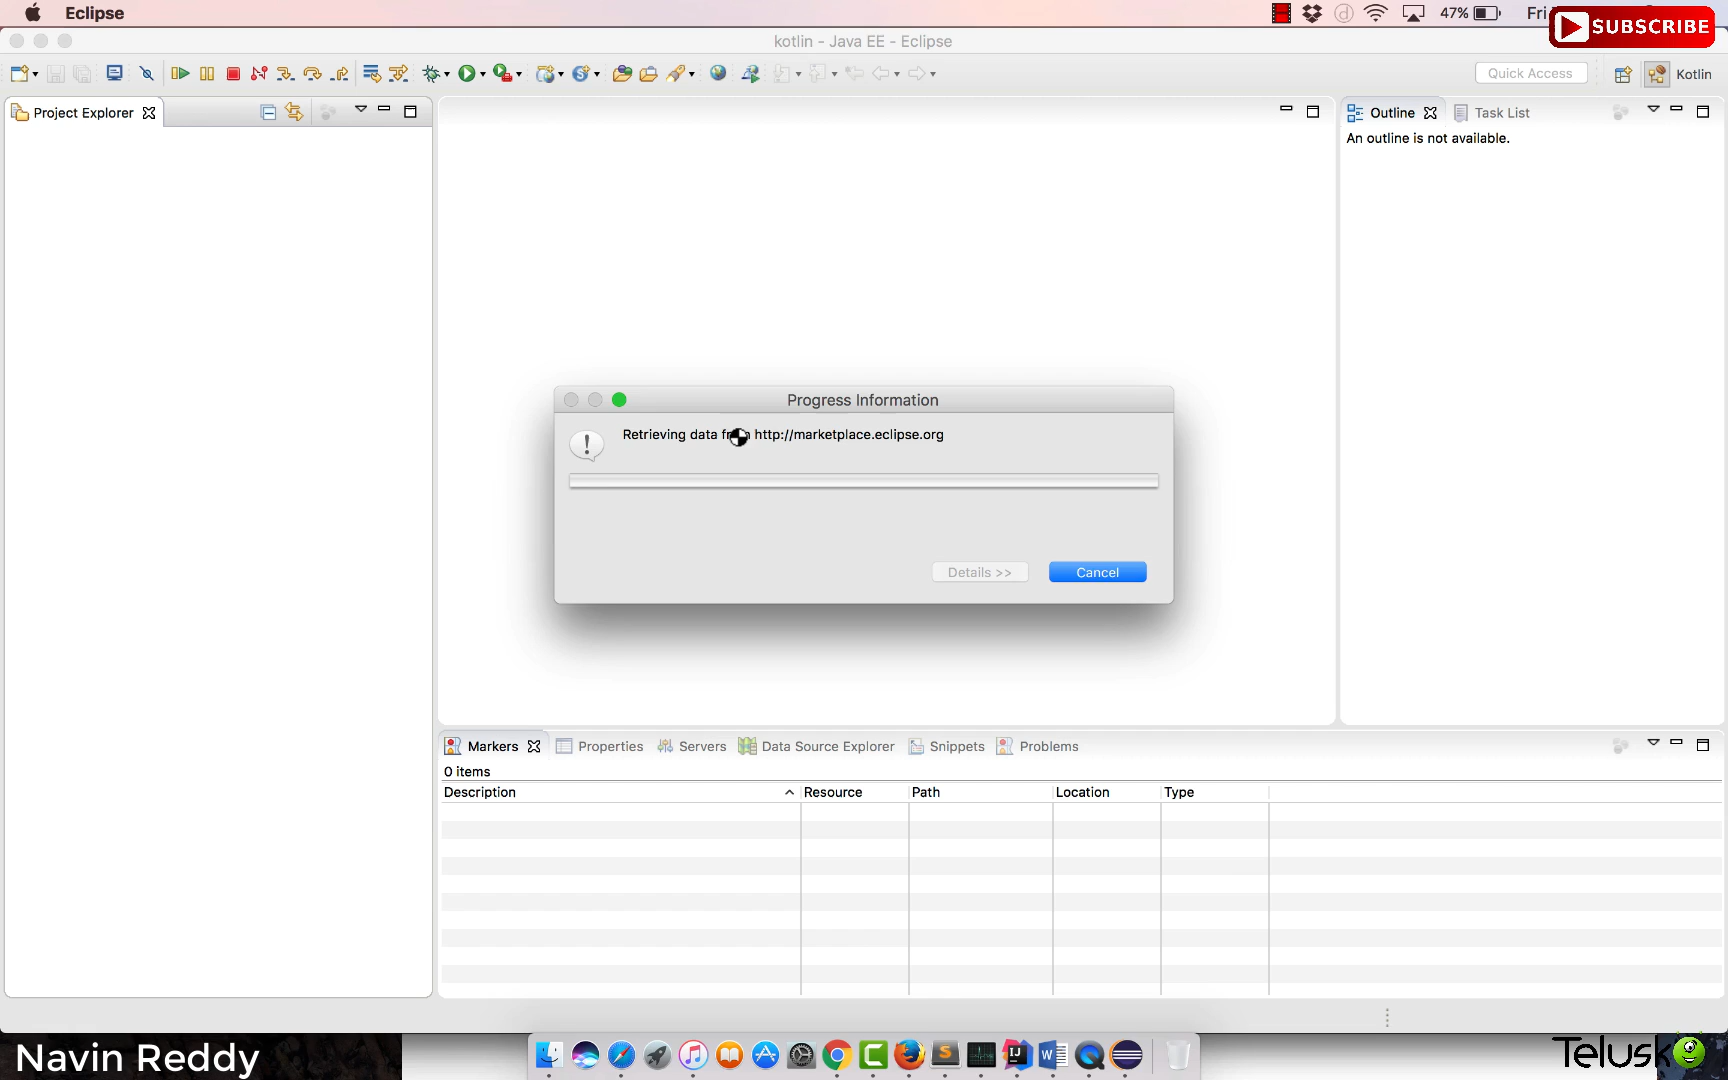 Eclipse
47%
Fri
SUBSCRIBE
kotlin - Java EE - Eclipse
Quick Access
Kotlin
Project Explorer
Outline
Task List
An outline is not available.
Progress Information
Retrieving data from http://marketplace.eclipse.org
Details >>
Cancel
Markers
Properties
Servers
Data Source Explorer
Snippets
Problems
0 items
Description
Resource
Path
Location
Type
Navin Reddy
Telusko